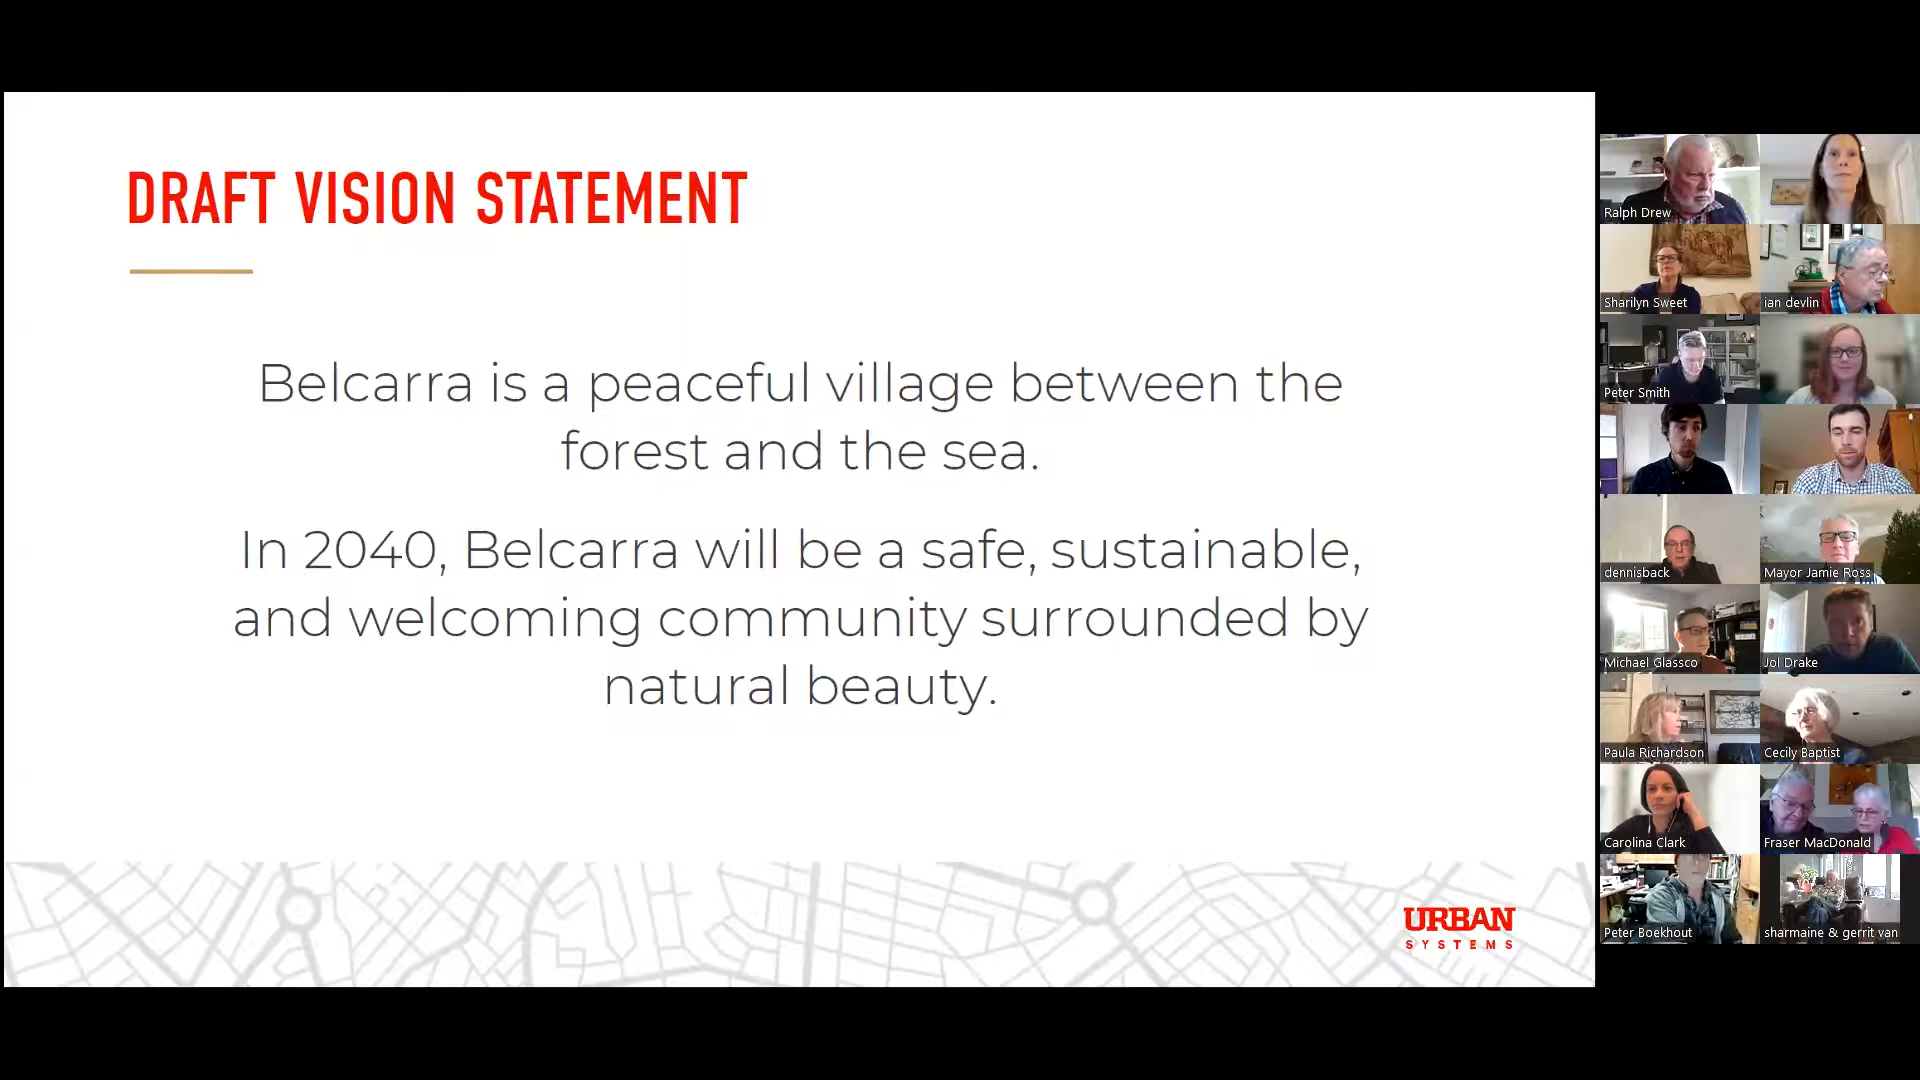 DRAFT VISION STATEMENT
Belcarra is a peaceful village between the
forest and the sea.
In 2040, Belcarra will be a safe, sustainable,
and welcoming community surrounded by
natural beauty.
URBAN
SYSTEMS
Ralph Drew
Sharilyn Sweet
ian devlin
Peter Smith
dennisback
Mayor Jamie Ross
Michael Glassco
Jol Drake
Paula Richardson
Cecily Baptist
Carolina Clark
Fraser MacDonald
Peter Boekhout
sharmaine & gerrit van